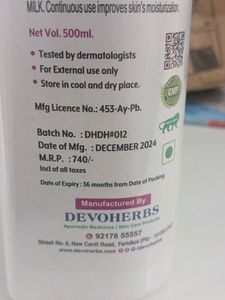 MILK. Continuous use improves skin's moisturization.
Net Vol. 500ml.
• Tested by dermatologists
• For External use only
• Store in cool and dry place.
Mfg Licence No.: 453-Ay-Pb.
GMP
Batch No. : DHDH#012
Date of Mfg. : DECEMBER 2024
M.R.P. : 740/-
Incl of all taxes
Date of Expiry : 36 months from Date of Packing
Manufactured By
DEVOHERBS
Ayurvedic Medicines | Skin Care Products
92178 55557
Street No. 6, New Cantt Road, Faridkot (Pb)
www.devoherbs.com